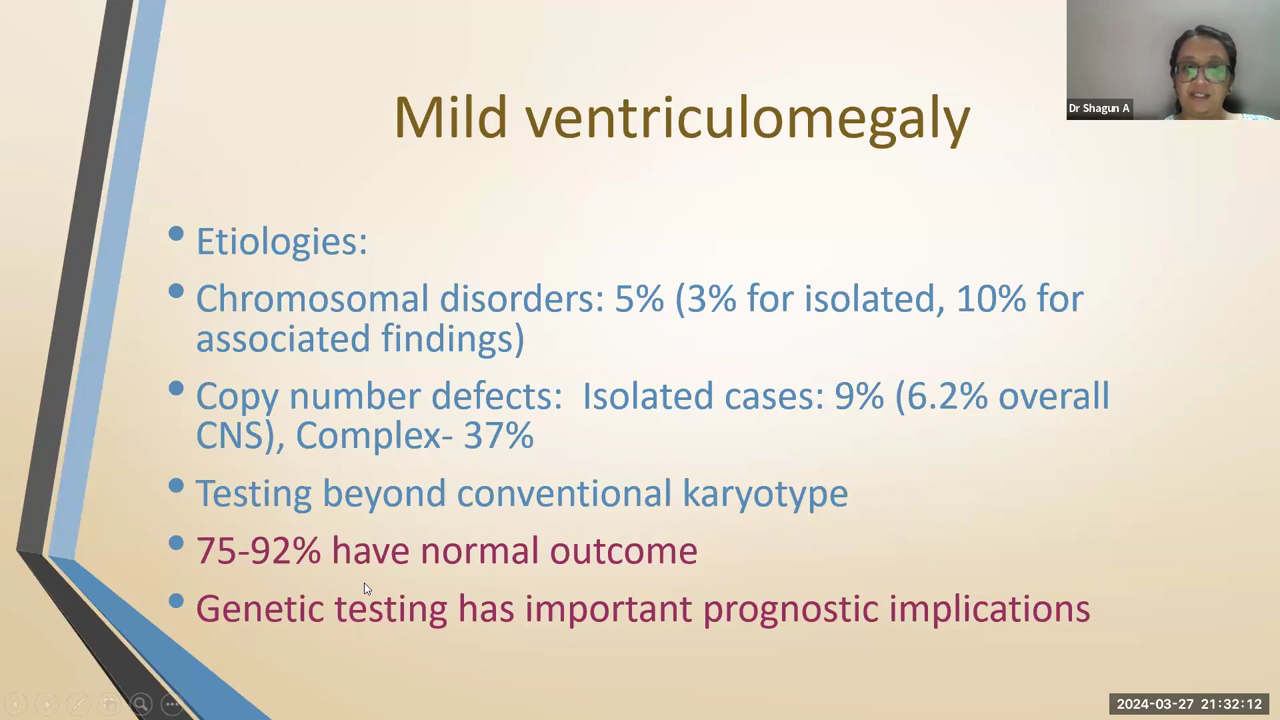 Dr Shagun A
Mild ventriculomegaly
• Etiologies:
• Chromosomal disorders: 5% (3% for isolated, 10% for
associated findings)
• Copy number defects:  Isolated cases: 9% (6.2% overall
CNS), Complex- 37%
• Testing beyond conventional karyotype
• 75-92% have normal outcome
• Genetic testing has important prognostic implications
2024-03-27 21:32:12